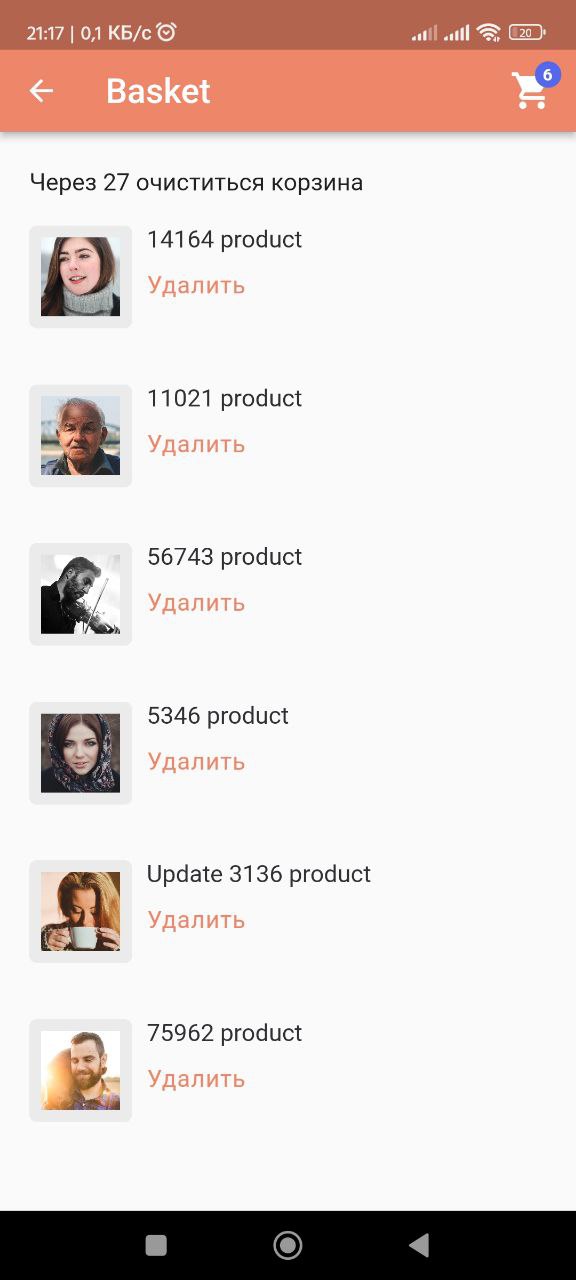 21:17 | 0,1 КБ/с
20
Basket
6
Через 27 очиститься корзина
14164 product
Удалить
11021 product
Удалить
56743 product
Удалить
5346 product
Удалить
Update 3136 product
Удалить
75962 product
Удалить